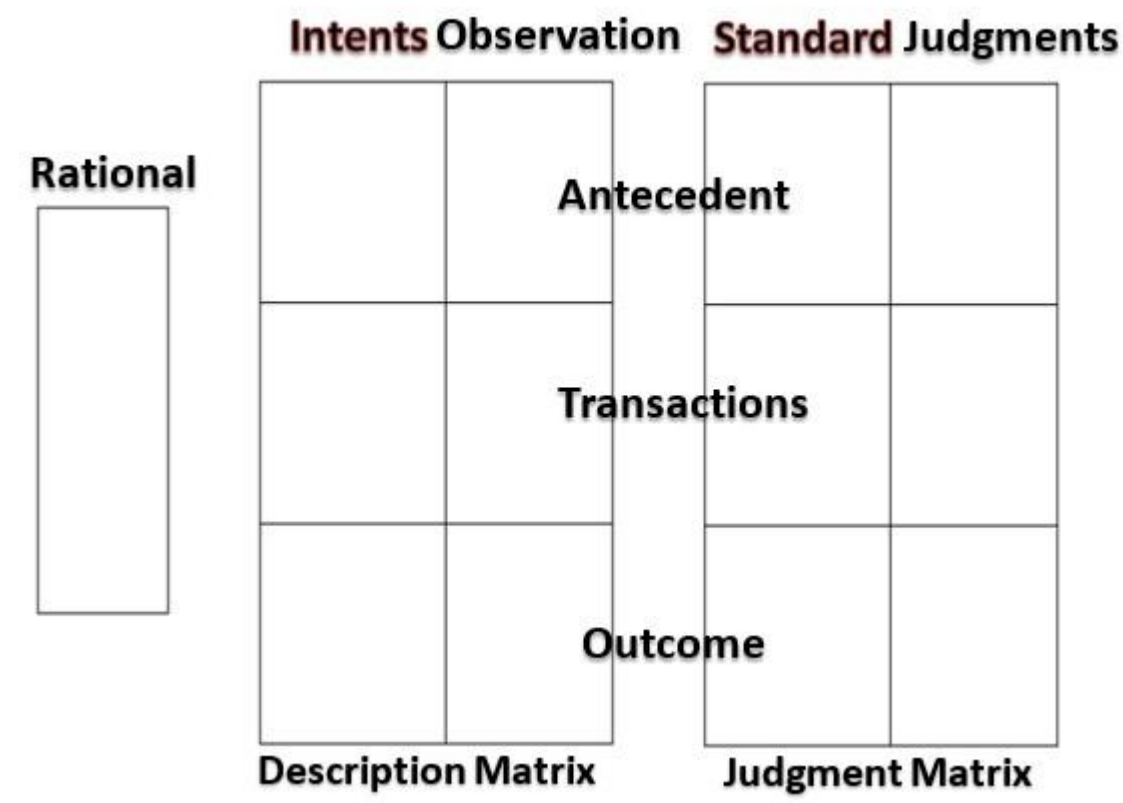 Intents Observation Standard Judgments
Rational
Antecedent
Transactions
Outcome
Description Matrix Judgment Matrix